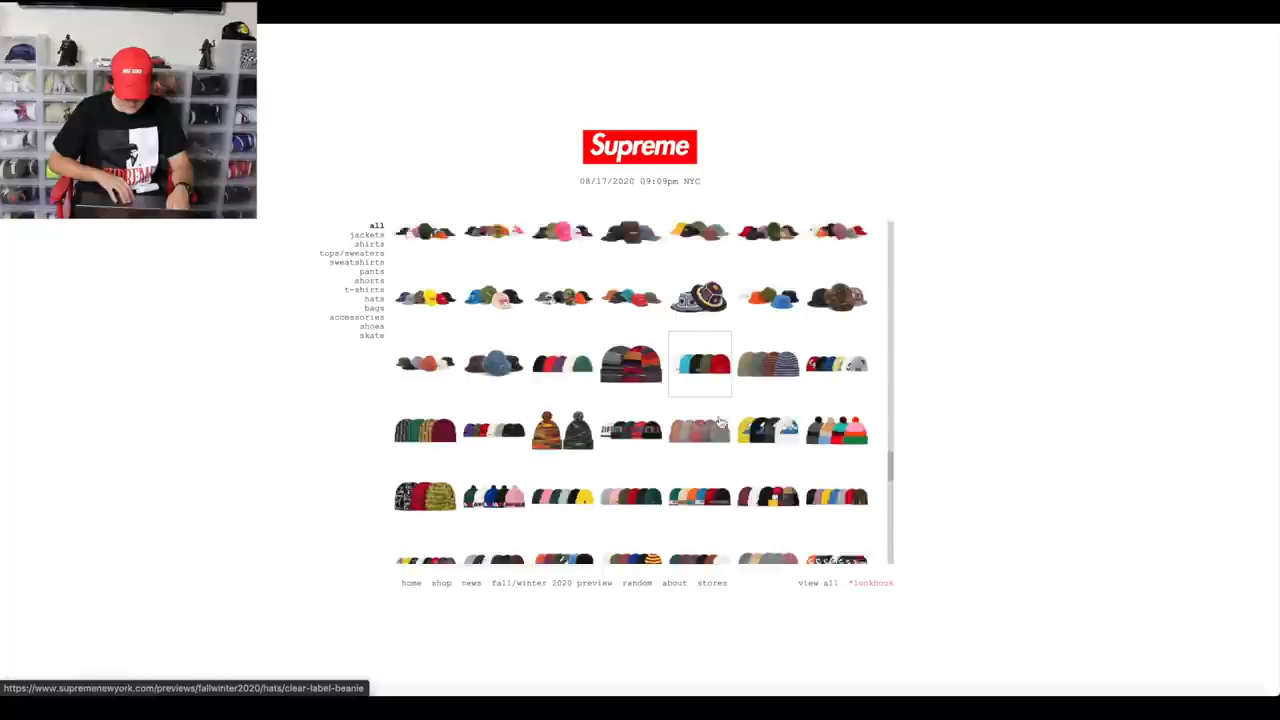 Supreme
08/17/2020 09:09pm NYC
all
jackets
shirts
tops/sweaters
sweatshirts
pants
shorts
t-shirts
hats
bags
accessories
shoes
skate
home shop news fall/winter 2020 preview random about stores view all *lookbook
https://www.supremenewyork.com/previews/fallwinter2020/hats/clear-label-beanie